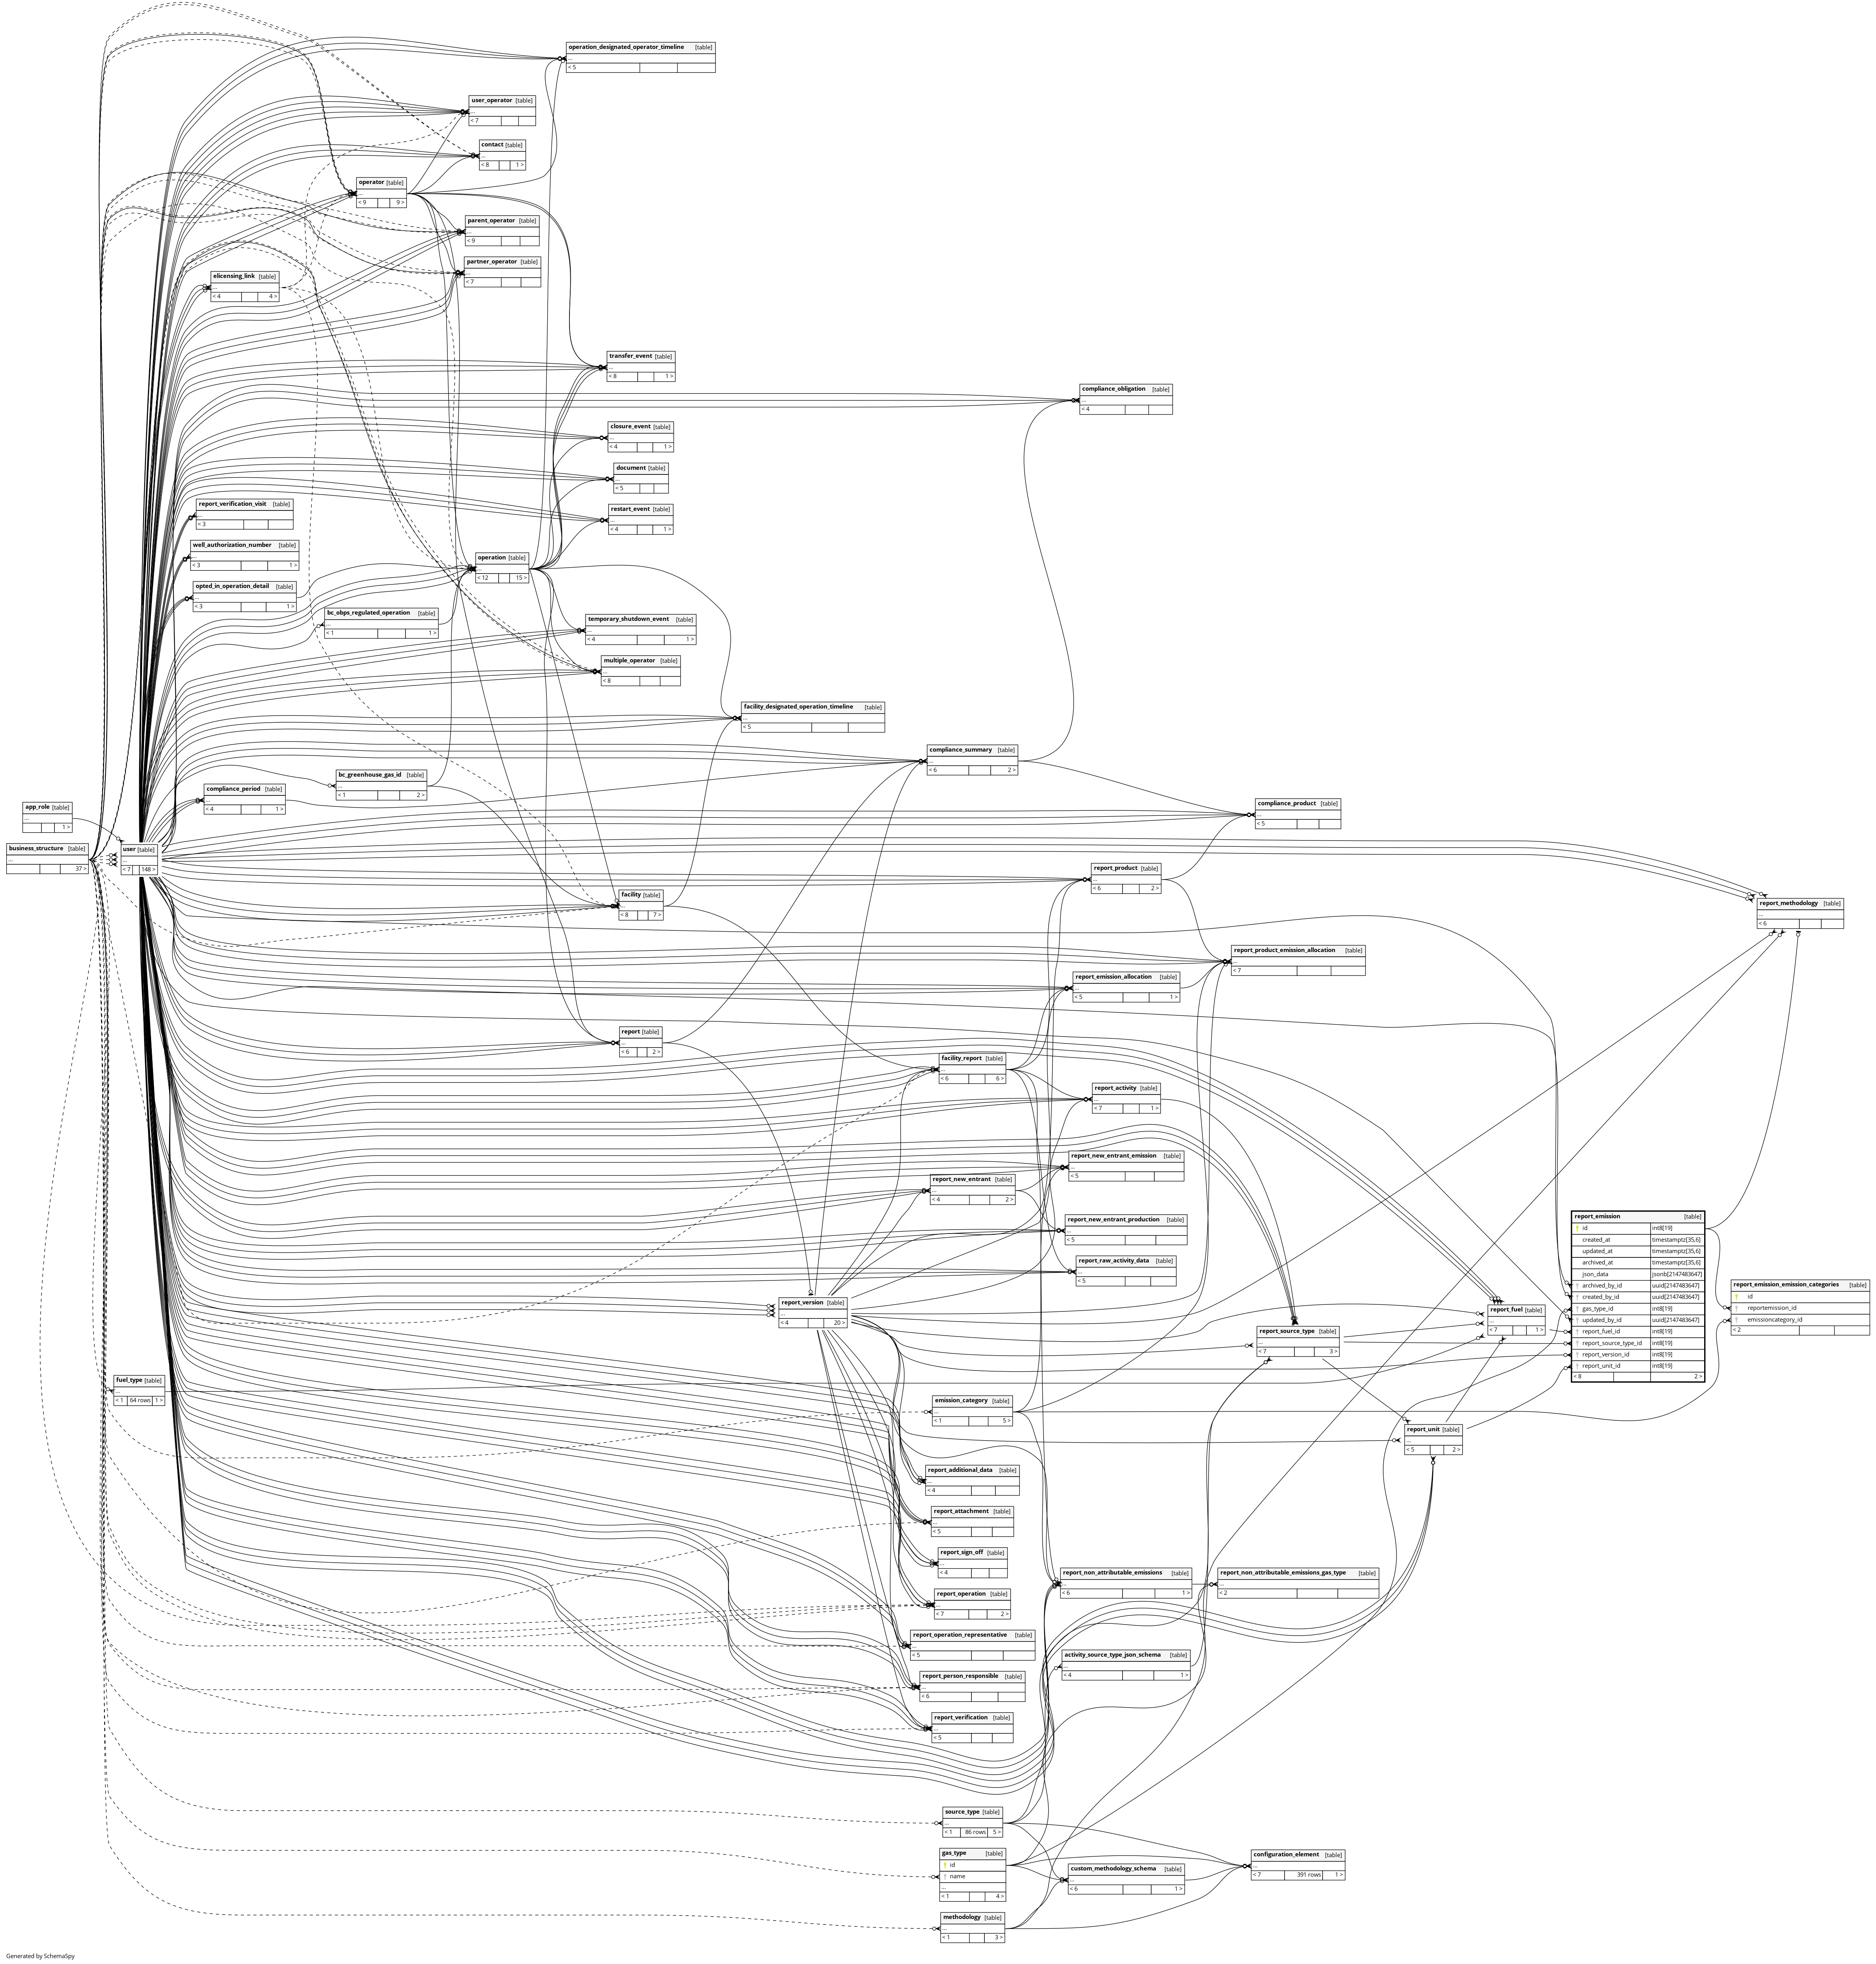 operation_designated_operator_timeline [table]
...
< 5
user_operator [table]
...
< 7
contact [table]
...
< 8 1 >
operator [table]
...
< 9 9 >
parent_operator [table]
...
< 9
partner_operator [table]
...
< 7
elicensing_link [table]
...
< 4 4 >
transfer_event [table]
...
< 8 1 >
compliance_obligation [table]
...
< 4
closure_event [table]
...
< 4 1 >
document [table]
...
< 5
report_verification_visit [table]
...
< 3
restart_event [table]
...
< 4 1 >
well_authorization_number [table]
...
< 3 1 >
operation [table]
...
< 12 15 >
opted_in_operation_detail [table]
...
< 3 1 >
bc_obps_regulated_operation [table]
...
< 1 1 >
temporary_shutdown_event [table]
...
< 4 1 >
multiple_operator [table]
...
< 8
facility_designated_operation_timeline [table]
...
< 5
compliance_summary [table]
...
< 6 2 >
bc_greenhouse_gas_id [table]
...
< 1 2 >
compliance_period [table]
...
< 4 1 >
app_role [table]
...
1 >
compliance_product [table]
...
< 5
business_structure [table]
...
37 >
user [table]
...
< 7 148 >
report_product [table]
...
< 6 2 >
facility [table]
...
< 8 7 >
report_methodology [table]
...
< 6
report_product_emission_allocation [table]
...
< 7
report_emission_allocation [table]
...
< 5 1 >
report [table]
...
< 6 2 >
facility_report [table]
...
< 6 6 >
report_activity [table]
...
< 7 1 >
report_new_entrant_emission [table]
...
< 5
report_new_entrant [table]
...
< 4 2 >
report_new_entrant_production [table]
...
< 5
report_raw_activity_data [table]
...
< 5
report_version [table]
...
< 4 20 >
report_emission [table]
id int8[19]
created_at timestamptz[35,6]
updated_at timestamptz[35,6]
archived_at timestamptz[35,6]
json_data jsonb[2147483647]
archived_by_id uuid[2147483647]
created_by_id uuid[2147483647]
gas_type_id int8[19]
updated_by_id uuid[2147483647]
report_fuel_id int8[19]
report_source_type_id int8[19]
report_version_id int8[19]
report_unit_id int8[19]
< 8 2 >
report_emission_emission_categories [table]
id
reportemission_id
emissioncategory_id
< 2
report_fuel [table]
...
< 7 1 >
report_source_type [table]
...
< 7 3 >
fuel_type [table]
...
< 1 64 rows 1 >
emission_category [table]
...
< 1 5 >
report_unit [table]
...
< 5 2 >
report_additional_data [table]
...
< 4
report_attachment [table]
...
< 5
report_sign_off [table]
...
< 4
report_non_attributable_emissions [table]
...
< 6 1 >
report_non_attributable_emissions_gas_type [table]
...
< 2
report_operation [table]
...
< 7 2 >
report_operation_representative [table]
...
< 5
activity_source_type_json_schema [table]
...
< 4 1 >
report_person_responsible [table]
...
< 6
report_verification [table]
...
< 5
source_type [table]
...
< 1 86 rows 5 >
gas_type [table]
id
name
...
< 1 4 >
custom_methodology_schema [table]
...
< 6 1 >
configuration_element [table]
...
< 7 391 rows 1 >
methodology [table]
...
< 1 3 >
Generated by SchemaSpy